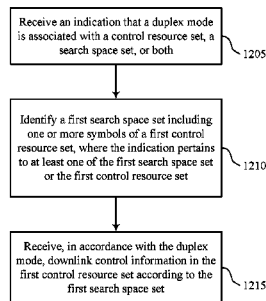 Receive an indication that a duplex mode
is associated with a control resource set, a
search space set, or both
1205
Identify a first search space set including
one or more symbols of a first control
resource set, where the indication pertains
to at least one of the first search space set
or the first control resource set
1210
Receive, in accordance with the duplex
mode, downlink control information in the
first control resource set according to the
first search space set
1215